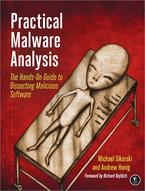 Practical Malware
Analysis
The Hands-On Guide to
Dissecting Malicious
Software
Michael Sikorski
and Andrew Honig
Foreword by Richard Bejtlich